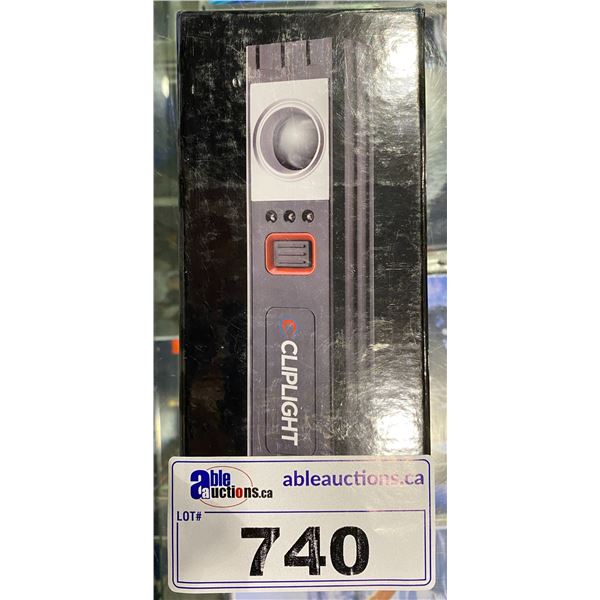 CLIPLIGHT
able auctions.ca
ableauctions.ca
LOT#
740